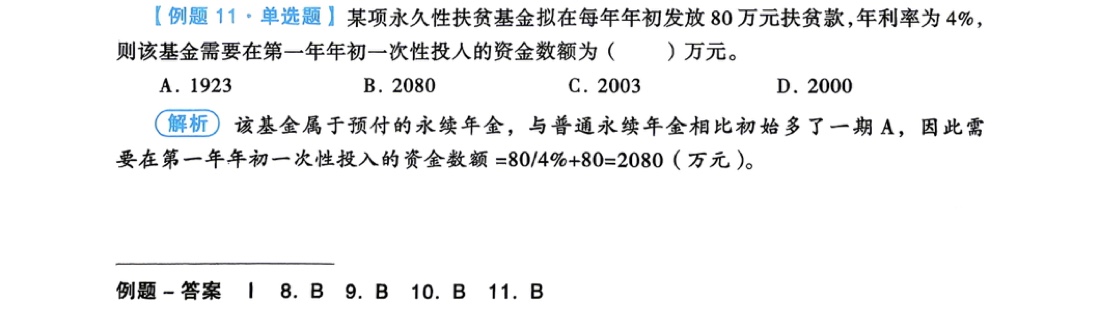 【例题 11·单选题】某项永久性扶贫基金拟在每年年初发放 80 万元扶贫款，年利率为 4%，
则该基金需要在第一年年初一次性投入的资金数额为（　　）万元。
A. 1923　B. 2080　C. 2003　D. 2000
解析　该基金属于预付的永续年金，与普通永续年金相比初始多了一期 A，因此需
要在第一年年初一次性投入的资金数额 =80/4%+80=2080（万元）。
例题－答案　|　8. B　9. B　10. B　11. B